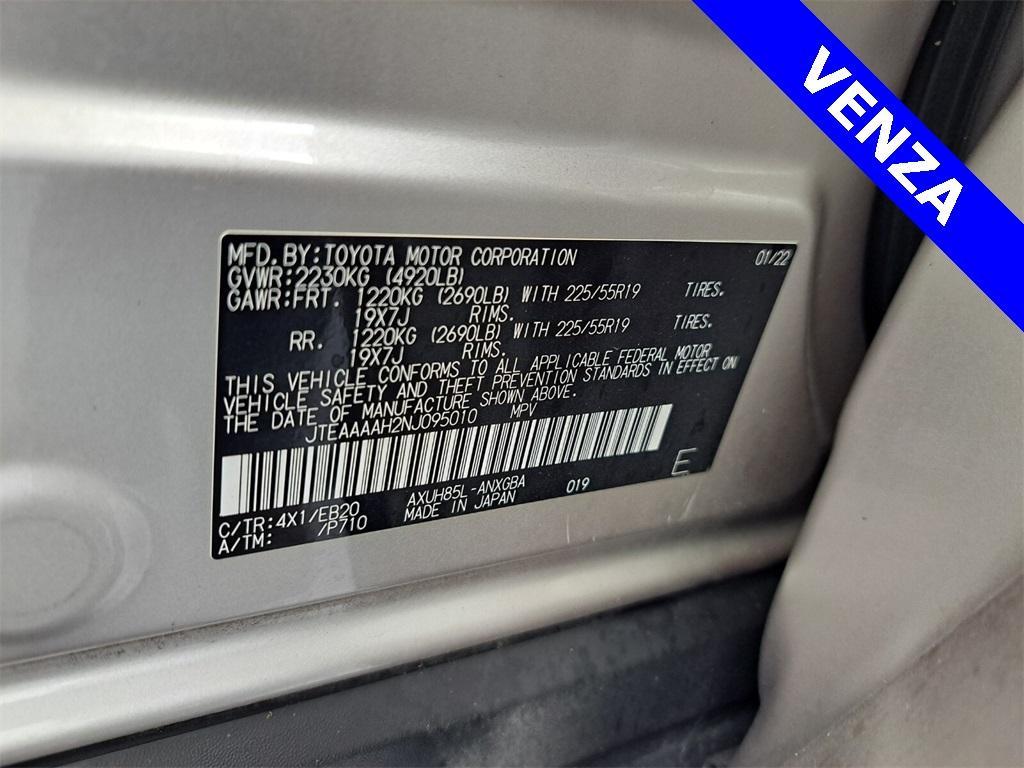 VENZA
MFD. BY: TOYOTA MOTOR CORPORATION 01/22
GVWR: 2230KG (4920LB)
GAWR: FRT. 1220KG (2690LB) WITH 225/55R19 TIRES.
19X7J RIMS.
RR. 1220KG (2690LB) WITH 225/55R19 TIRES.
19X7J RIMS.
THIS VEHICLE CONFORMS TO ALL APPLICABLE FEDERAL MOTOR
VEHICLE SAFETY AND THEFT PREVENTION STANDARDS IN EFFECT ON
THE DATE OF MANUFACTURE SHOWN ABOVE.
JTEAAAAH2NJ095010 MPV
E
C/TR: 4X1/EB20 AXUH85L-ANXGBA 019
A/TM: /P710 MADE IN JAPAN